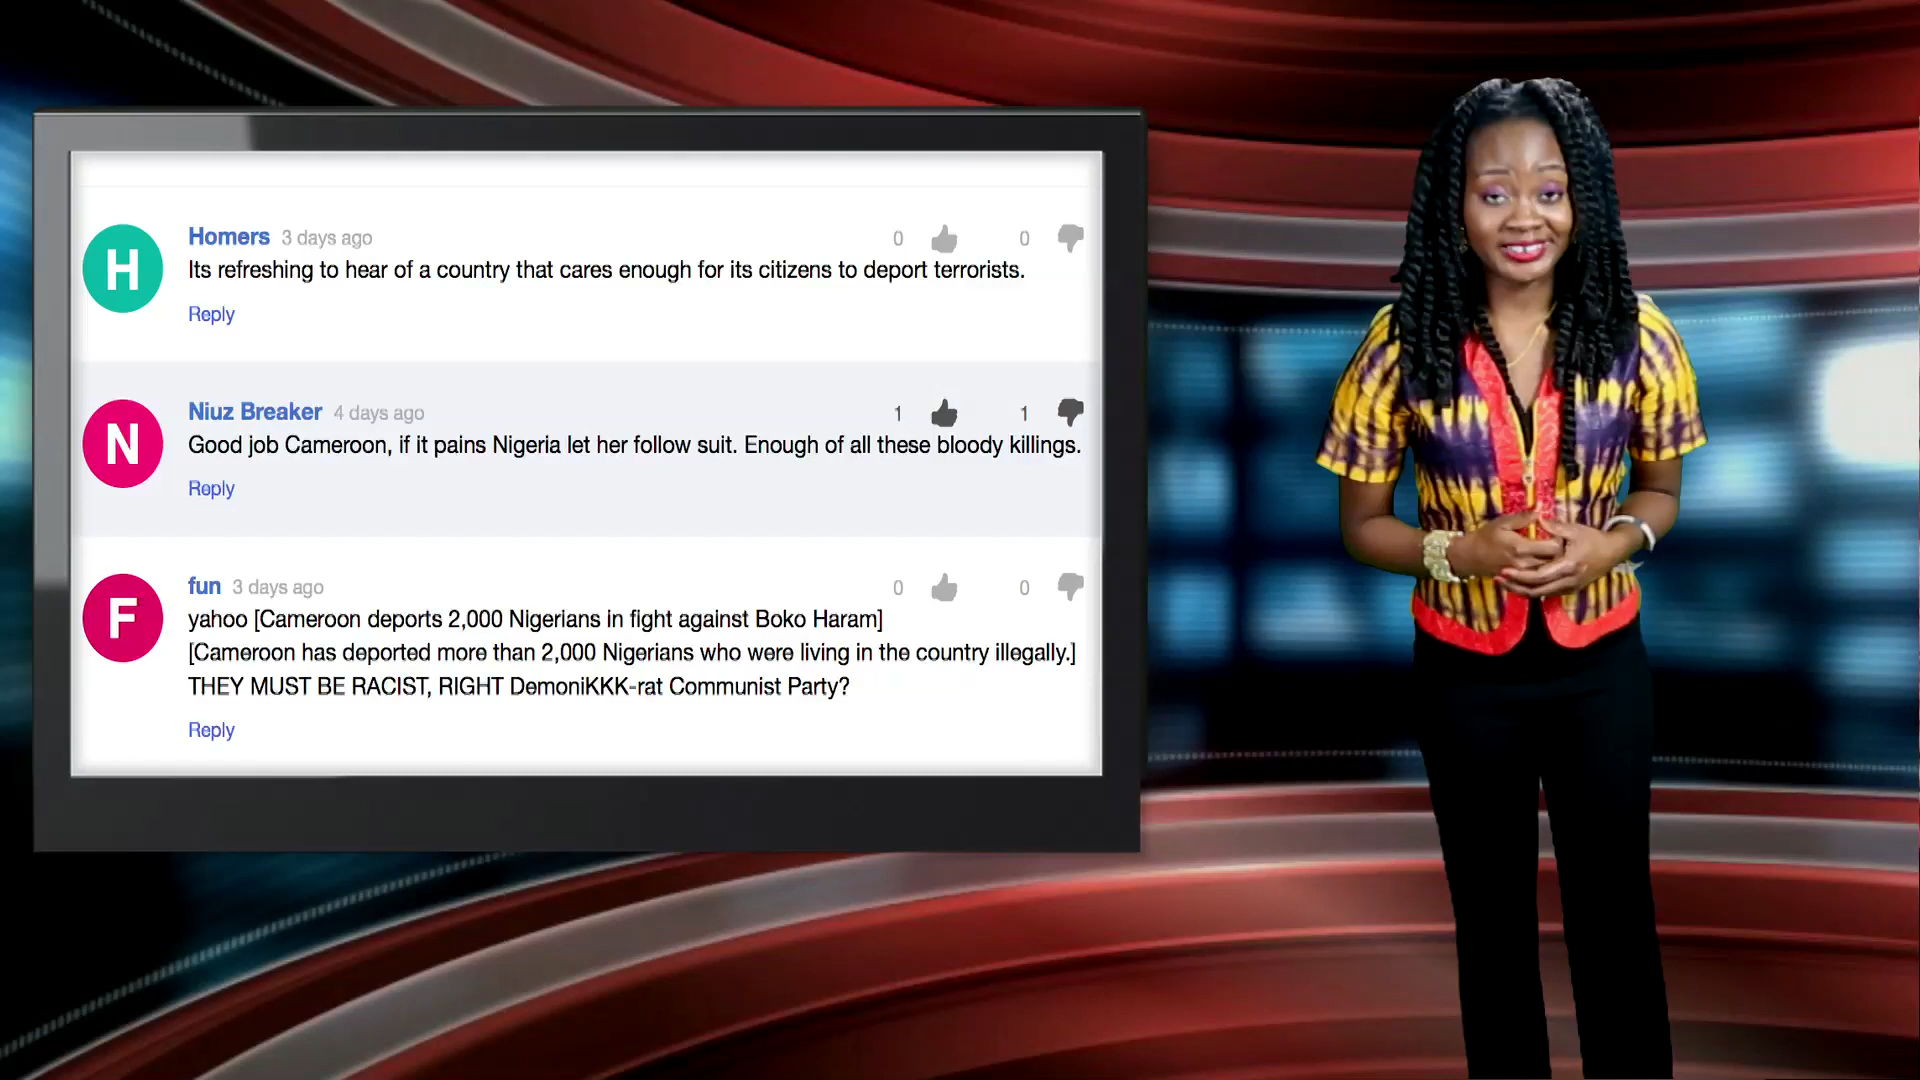 H
Homers 3 days ago 0 0
Its refreshing to hear of a country that cares enough for its citizens to deport terrorists.
Reply
N
Niuz Breaker 4 days ago 1 1
Good job Cameroon, if it pains Nigeria let her follow suit. Enough of all these bloody killings.
Reply
F
fun 3 days ago 0 0
yahoo [Cameroon deports 2,000 Nigerians in fight against Boko Haram]
[Cameroon has deported more than 2,000 Nigerians who were living in the country illegally.]
THEY MUST BE RACIST, RIGHT DemoniKKK-rat Communist Party?
Reply